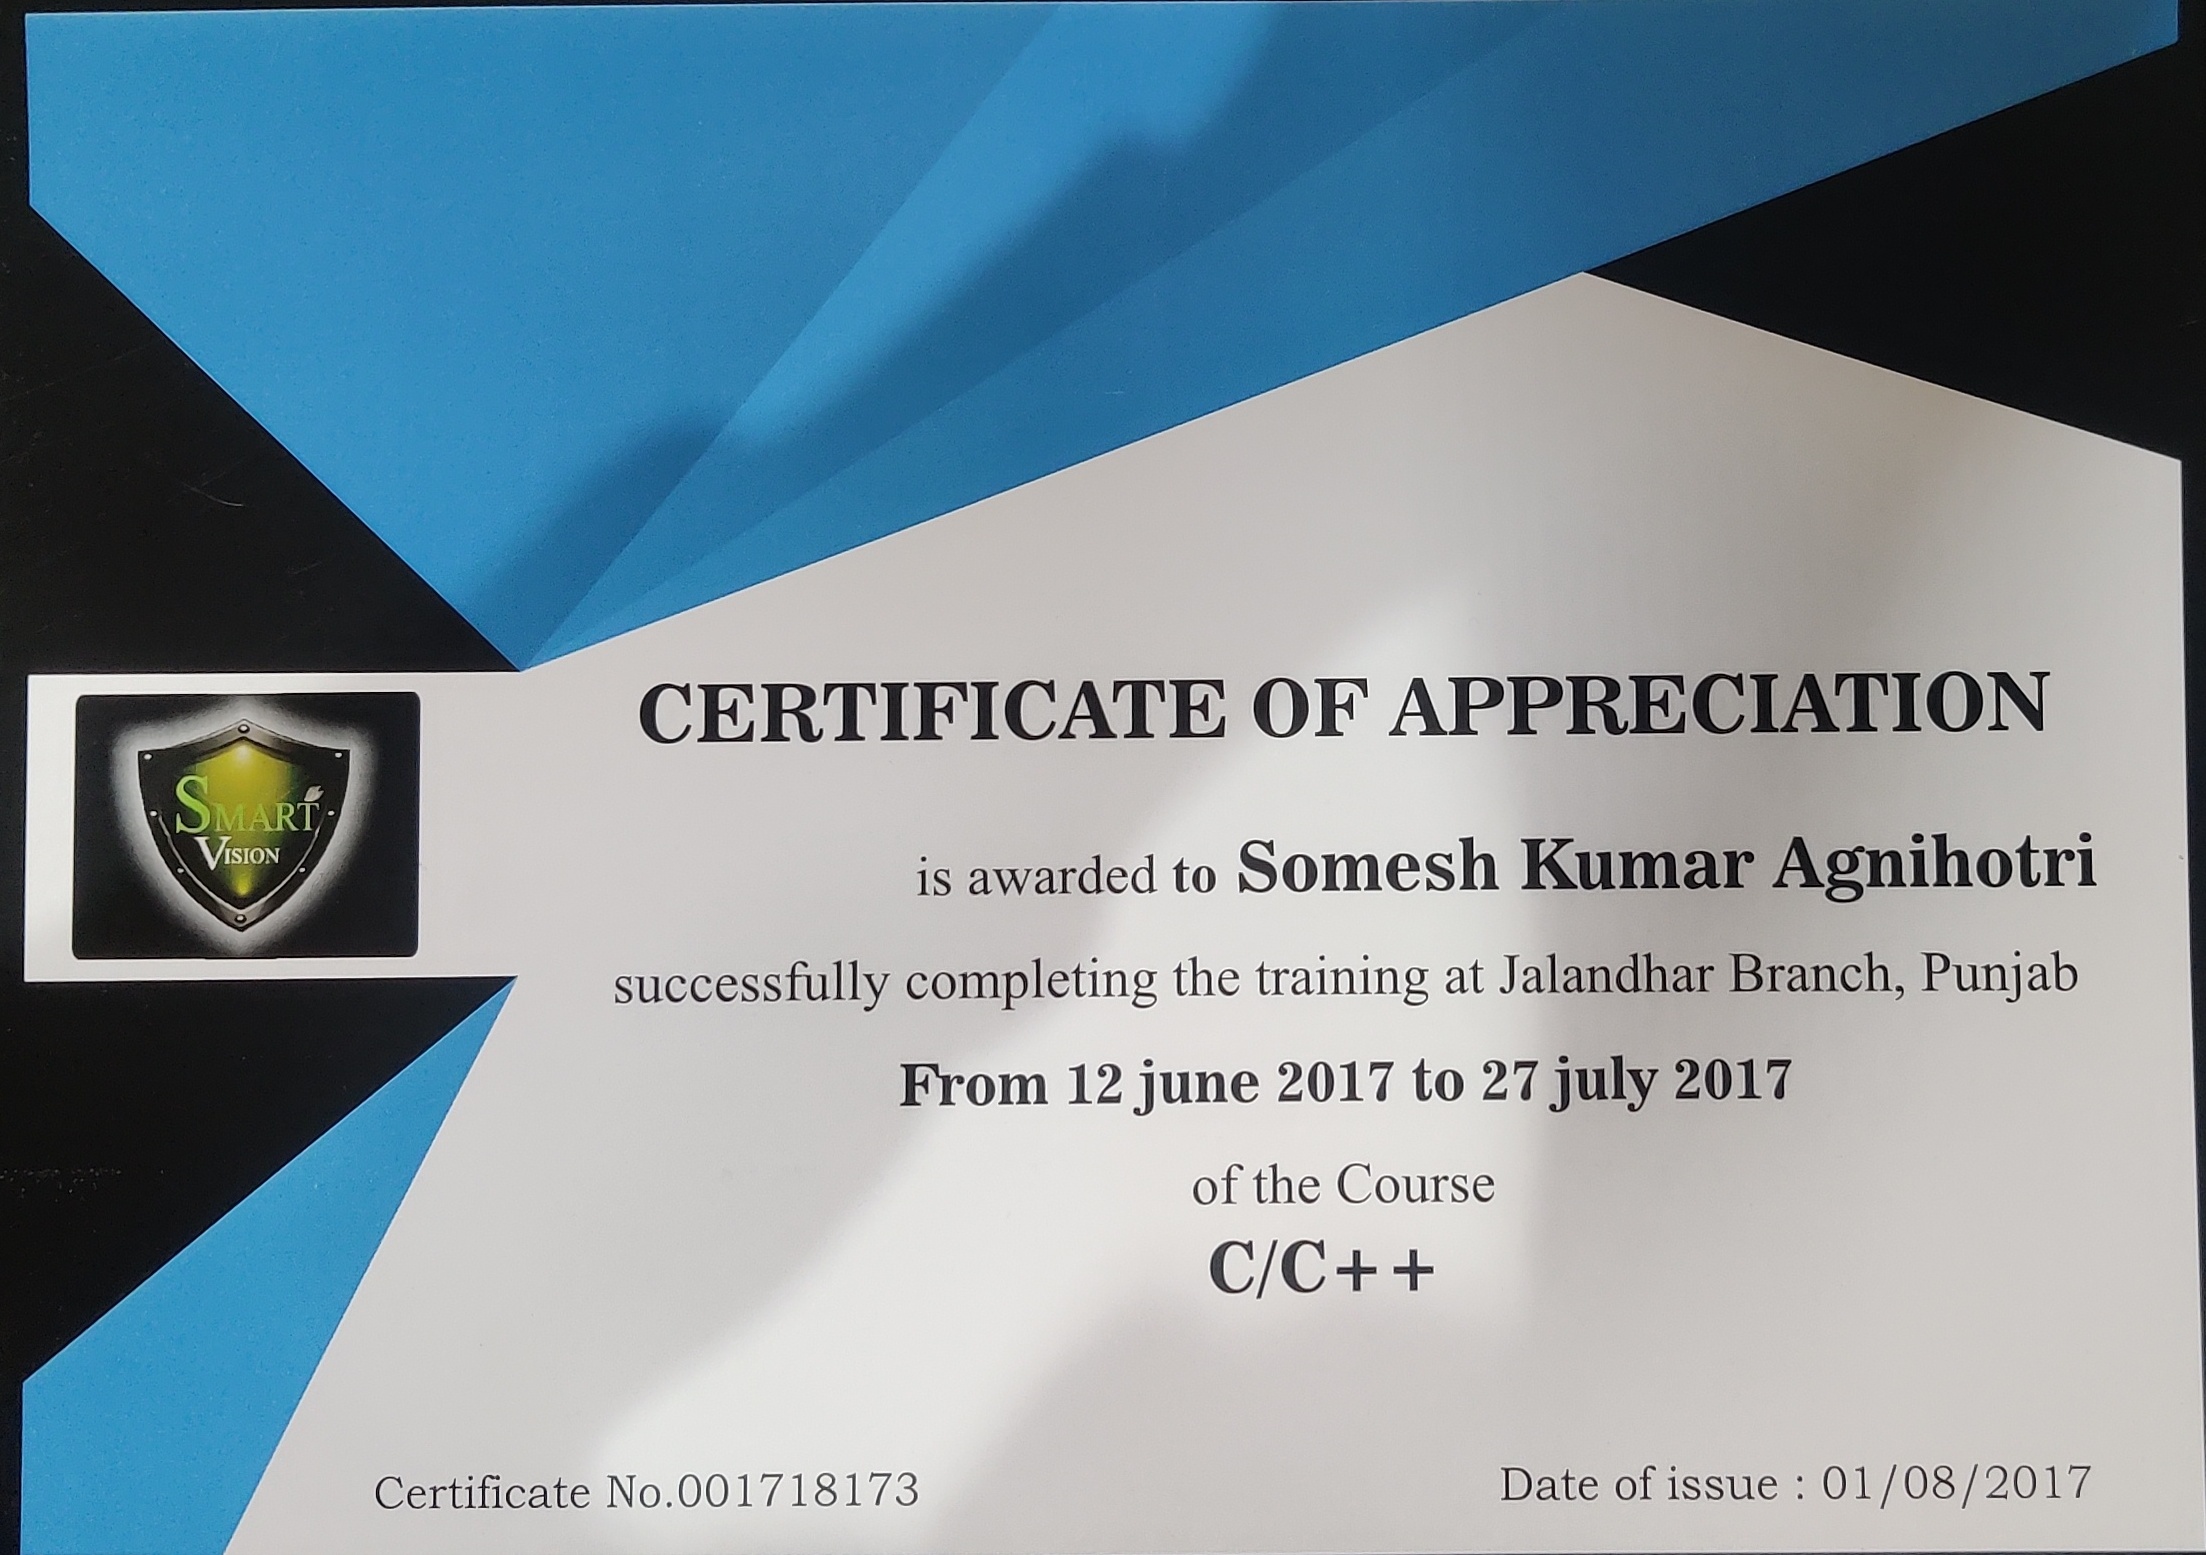 CERTIFICATE OF APPRECIATION
SMART
VISION
is awarded to Somesh Kumar Agnihotri
successfully completing the training at Jalandhar Branch, Punjab
From 12 june 2017 to 27 july 2017
of the Course
C/C++
Certificate No.001718173
Date of issue : 01/08/2017